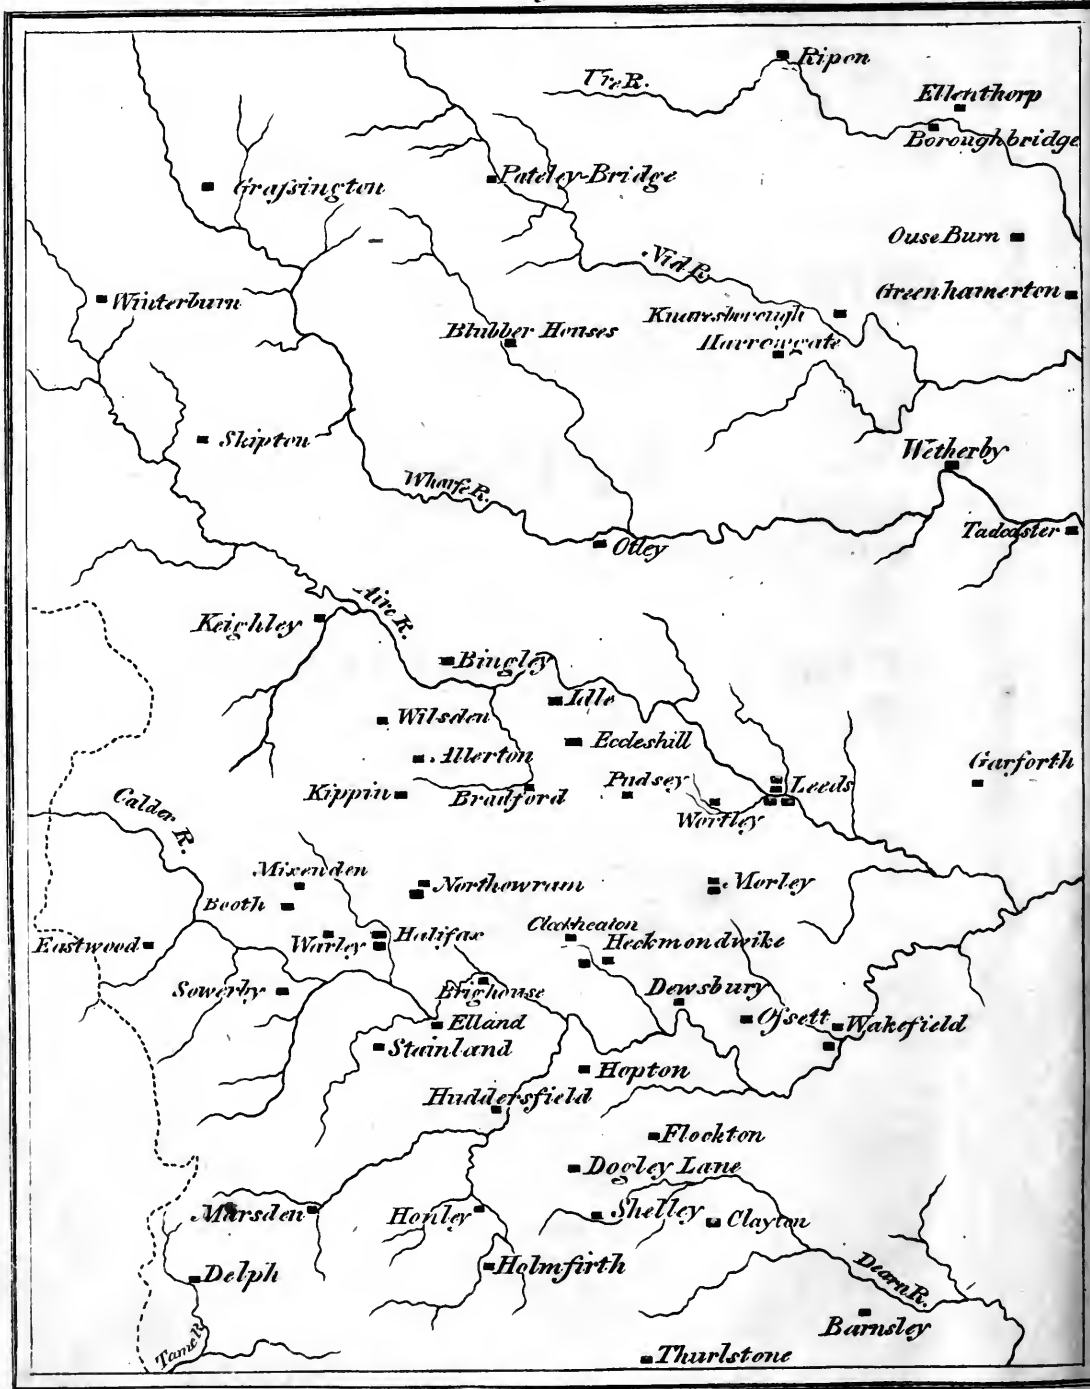 Ripon
Ure R.
Ellenthorp
Boroughbridge
Pateley-Bridge
Graſsington
Ouse Burn
Nid R.
Winterburn
Greenhamerton
Knaresborough
Blubber Houses
Harrowgate
Skipton
Wetherby
Wharfe R.
Tadcaster
Otley
Aire R.
Keighley
Bingley
Idle
Wilsden
Eccleshill
Allerton
Garforth
Pudsey
Leeds
Kippin
Bradford
Calder R.
Wortley
Mixenden
Northowram
Morley
Booth
Clackheaton
Eastwood
Warley
Halifax
Heckmondwike
Sowerby
Brighouse
Dewsbury
Elland
Oſsett
Wakefield
Stainland
Hopton
Huddersfield
Flockton
Dogley Lane
Marsden
Honley
Shelley
Clayton
Delph
Holmfirth
Dearn R.
Barnsley
Tame R.
Thurlstone